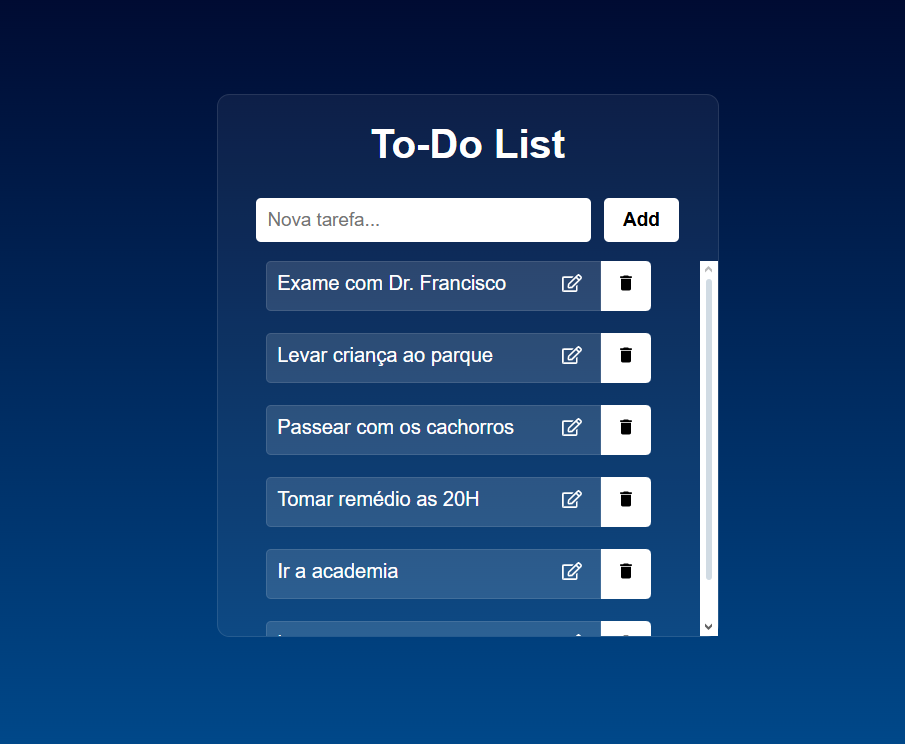 To-Do List
Nova tarefa...
Add
Exame com Dr. Francisco
Levar criança ao parque
Passear com os cachorros
Tomar remédio as 20H
Ir a academia